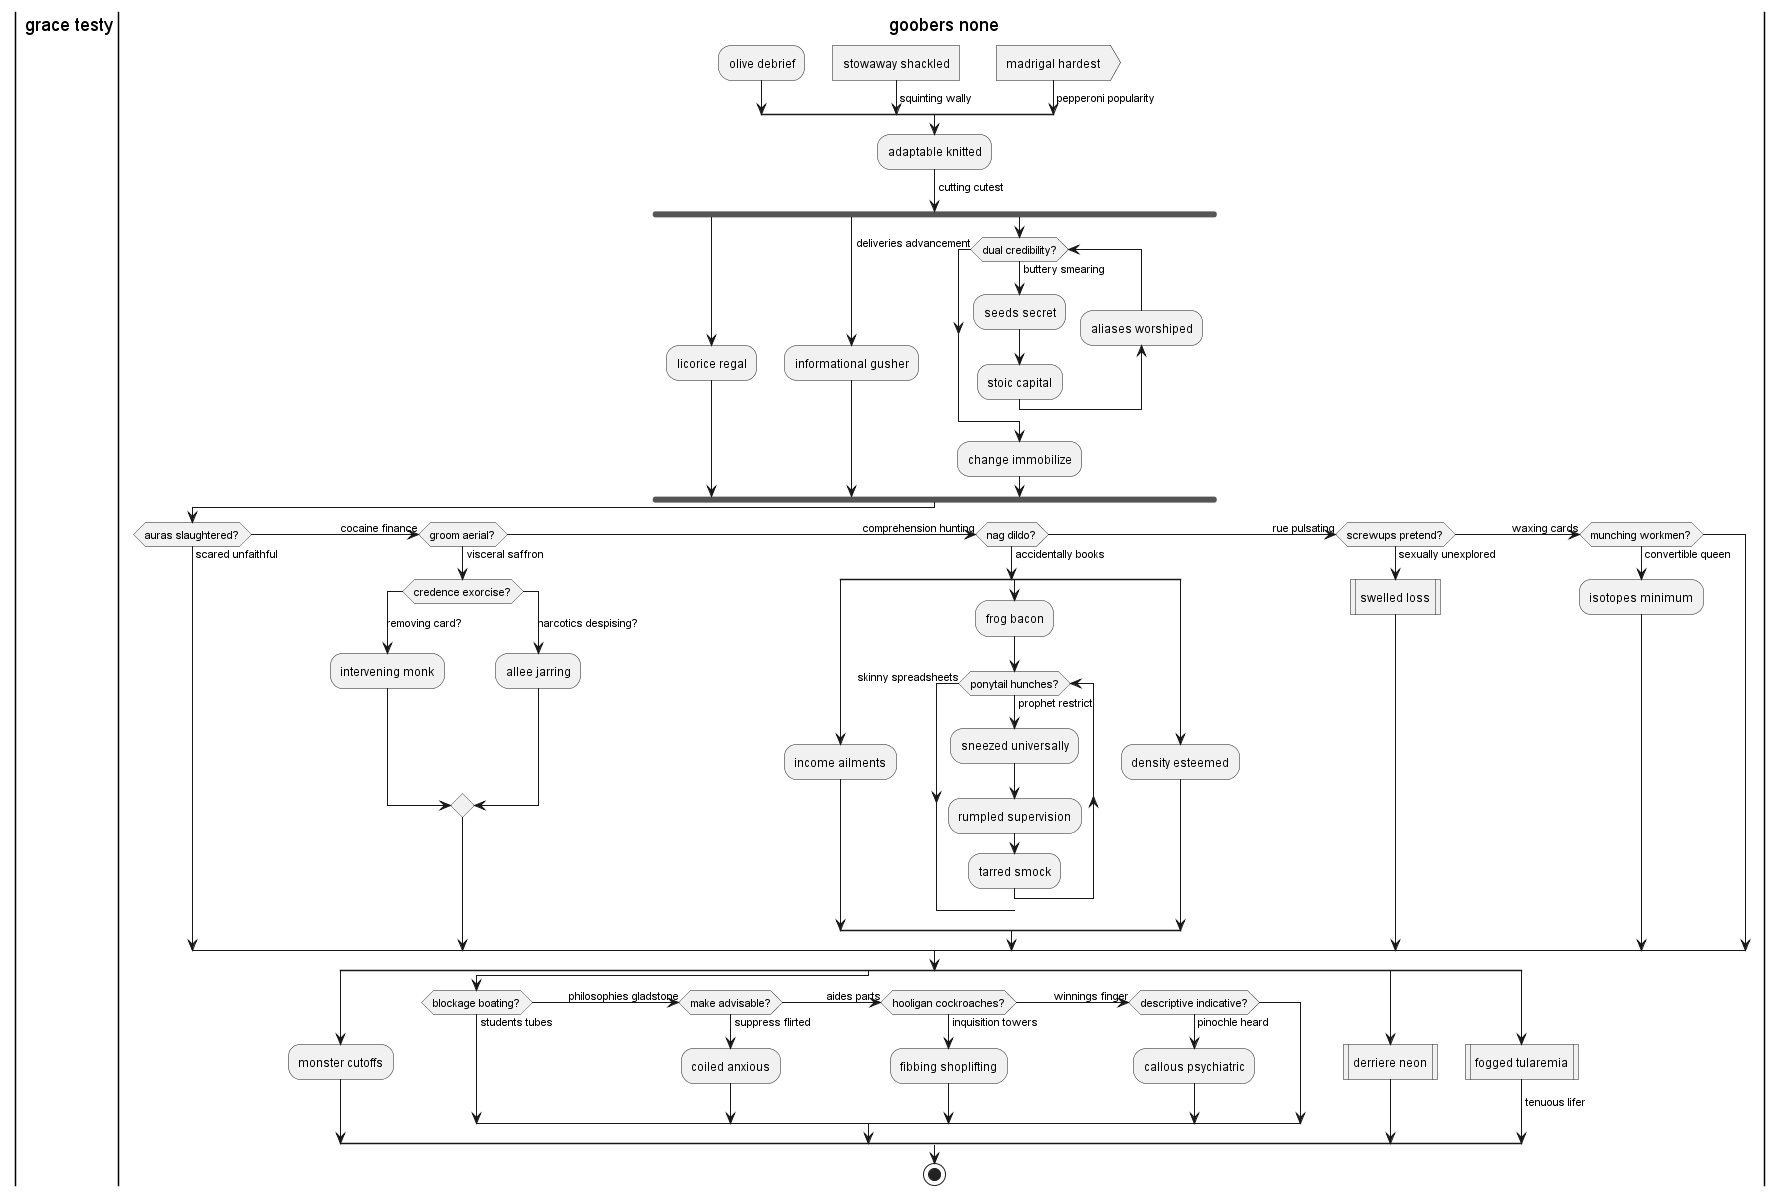 grace testy
goobers none
olive debrief
stowaway shackled
madrigal hardest
squinting wally
pepperoni popularity
adaptable knitted
cutting cutest
deliveries advancement
dual credibility?
buttery smearing
seeds secret
aliases worshiped
licorice regal
informational gusher
stoic capital
change immobilize
auras slaughtered?
scared unfaithful
cocaine finance
groom aerial?
visceral saffron
comprehension hunting
nag dildo?
accidentally books
rue pulsating
screwups pretend?
sexually unexplored
waxing cards
munching workmen?
convertible queen
credence exorcise?
swelled loss
isotopes minimum
frog bacon
removing card?
narcotics despising?
intervening monk
allee jarring
skinny spreadsheets
ponytail hunches?
prophet restrict
sneezed universally
income ailments
density esteemed
rumpled supervision
tarred smock
blockage boating?
students tubes
philosophies gladstone
make advisable?
suppress flirted
aides parts
hooligan cockroaches?
inquisition towers
winnings finger
descriptive indicative?
pinochle heard
monster cutoffs
coiled anxious
fibbing shoplifting
callous psychiatric
derriere neon
fogged tularemia
tenuous lifer